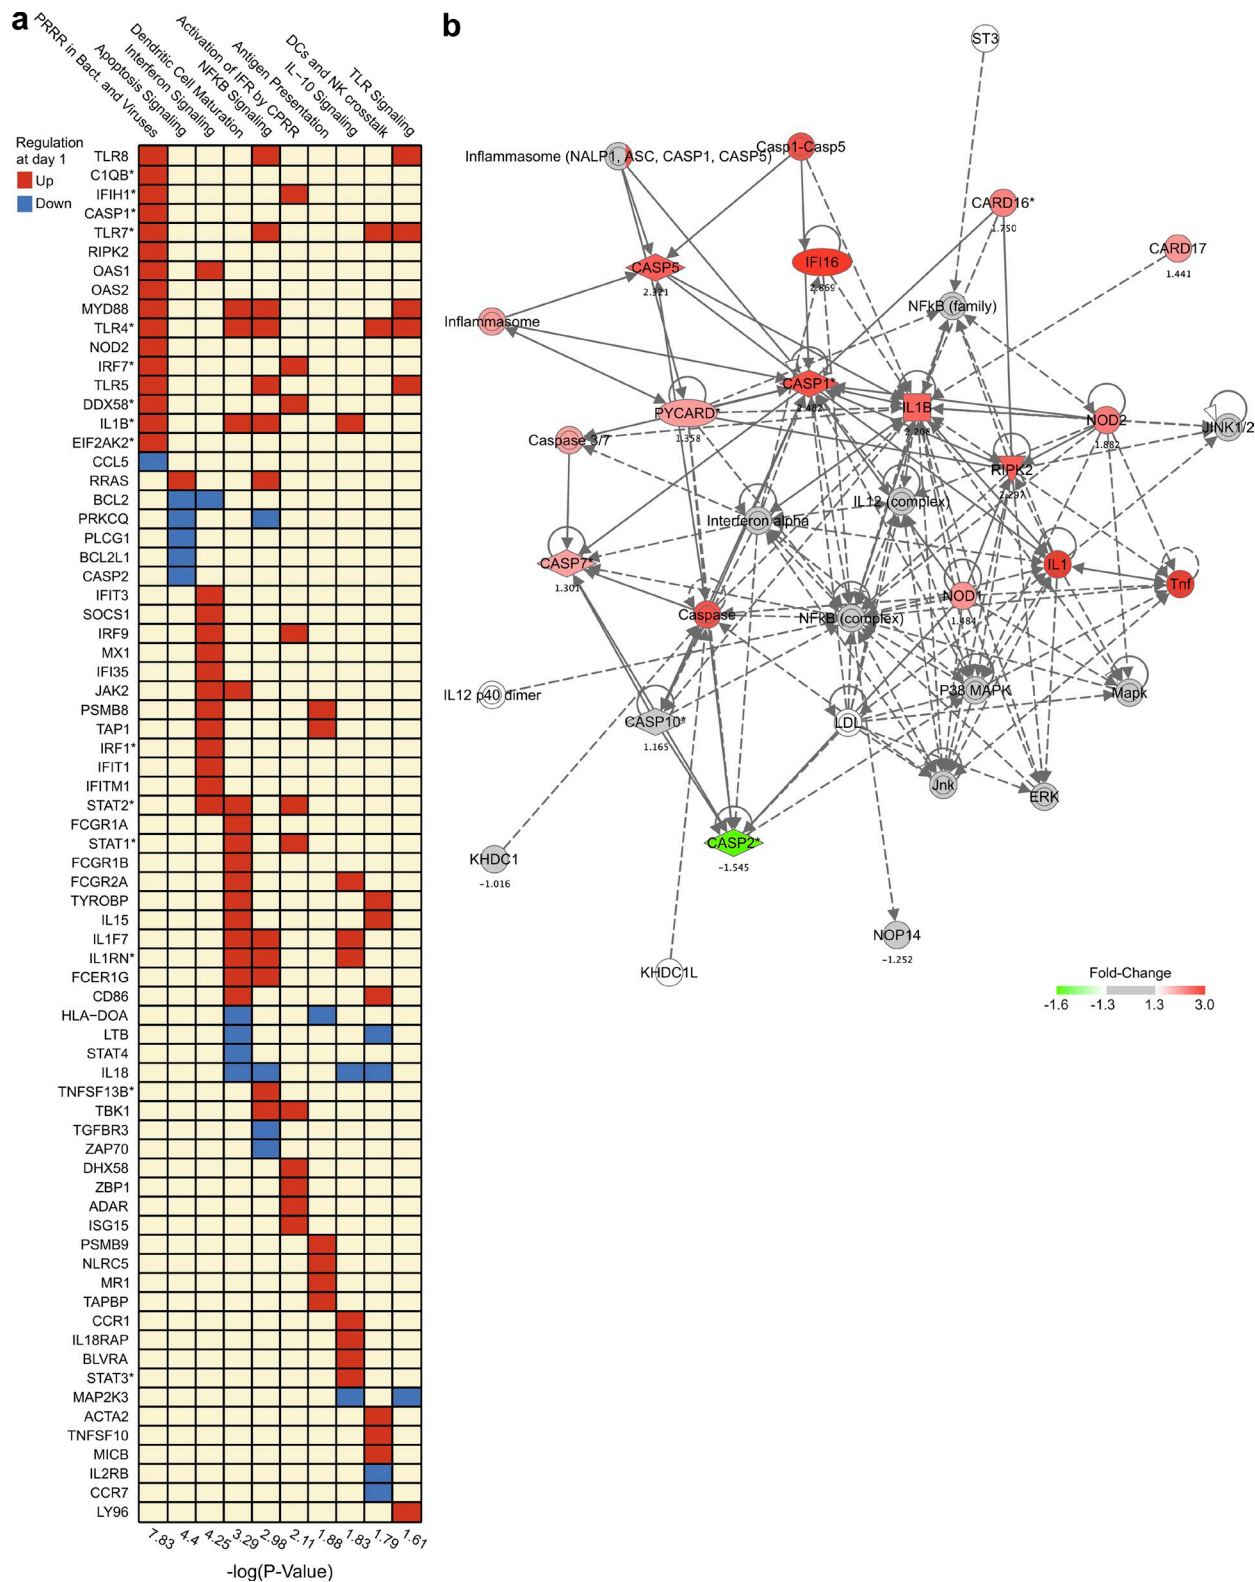 a
PRRR in Bact. and Viruses
Apoptosis Signaling
Interferon Signaling
Dendritic Cell Maturation
NFKB Signaling
Activation of IFR by CPRR
Antigen Presentation
IL-10 Signaling
DCs and NK crosstalk
TLR Signaling
Regulation
at day 1
Up
Down
TLR8
C1QB*
IFIH1*
CASP1*
TLR7*
RIPK2
OAS1
OAS2
MYD88
TLR4*
NOD2
IRF7*
TLR5
DDX58*
IL1B*
EIF2AK2*
CCL5
RRAS
BCL2
PRKCQ
PLCG1
BCL2L1
CASP2
IFIT3
SOCS1
IRF9
MX1
IFI35
JAK2
PSMB8
TAP1
IRF1*
IFIT1
IFITM1
STAT2*
FCGR1A
STAT1*
FCGR1B
FCGR2A
TYROBP
IL15
IL1F7
IL1RN*
FCER1G
CD86
HLA-DOA
LTB
STAT4
IL18
TNFSF13B*
TBK1
TGFBR3
ZAP70
DHX58
ZBP1
ADAR
ISG15
PSMB9
NLRC5
MR1
TAPBP
CCR1
IL18RAP
BLVRA
STAT3*
MAP2K3
ACTA2
TNFSF10
MICB
IL2RB
CCR7
LY96
7.83
4.4
4.25
3.29
2.98
2.11
1.88
1.83
1.79
1.61
-log(P-Value)
b
ST3
Inflammasome (NALP1, ASC, CASP1, CASP5)
Casp1-Casp5
CARD16*
1.750
CARD17
1.441
CASP5
2.321
IFI16
2.869
NFkB (family)
Inflammasome
CASP1*
2.482
PYCARD*
1.358
IL1B
2.208
NOD2
1.882
JINK1/2
Caspase 3/7
RIPK2
2.297
IL12 (complex)
Interferon alpha
CASP7*
1.301
IL1
Tnf
NOD1
1.484
Caspase
NFkB (complex)
IL12 p40 dimer
P38 MAPK
Mapk
CASP10*
1.165
LDL
Jnk
ERK
CASP2*
-1.545
KHDC1
-1.016
NOP14
-1.252
KHDC1L
Fold-Change
-1.6 -1.3 1.3 3.0